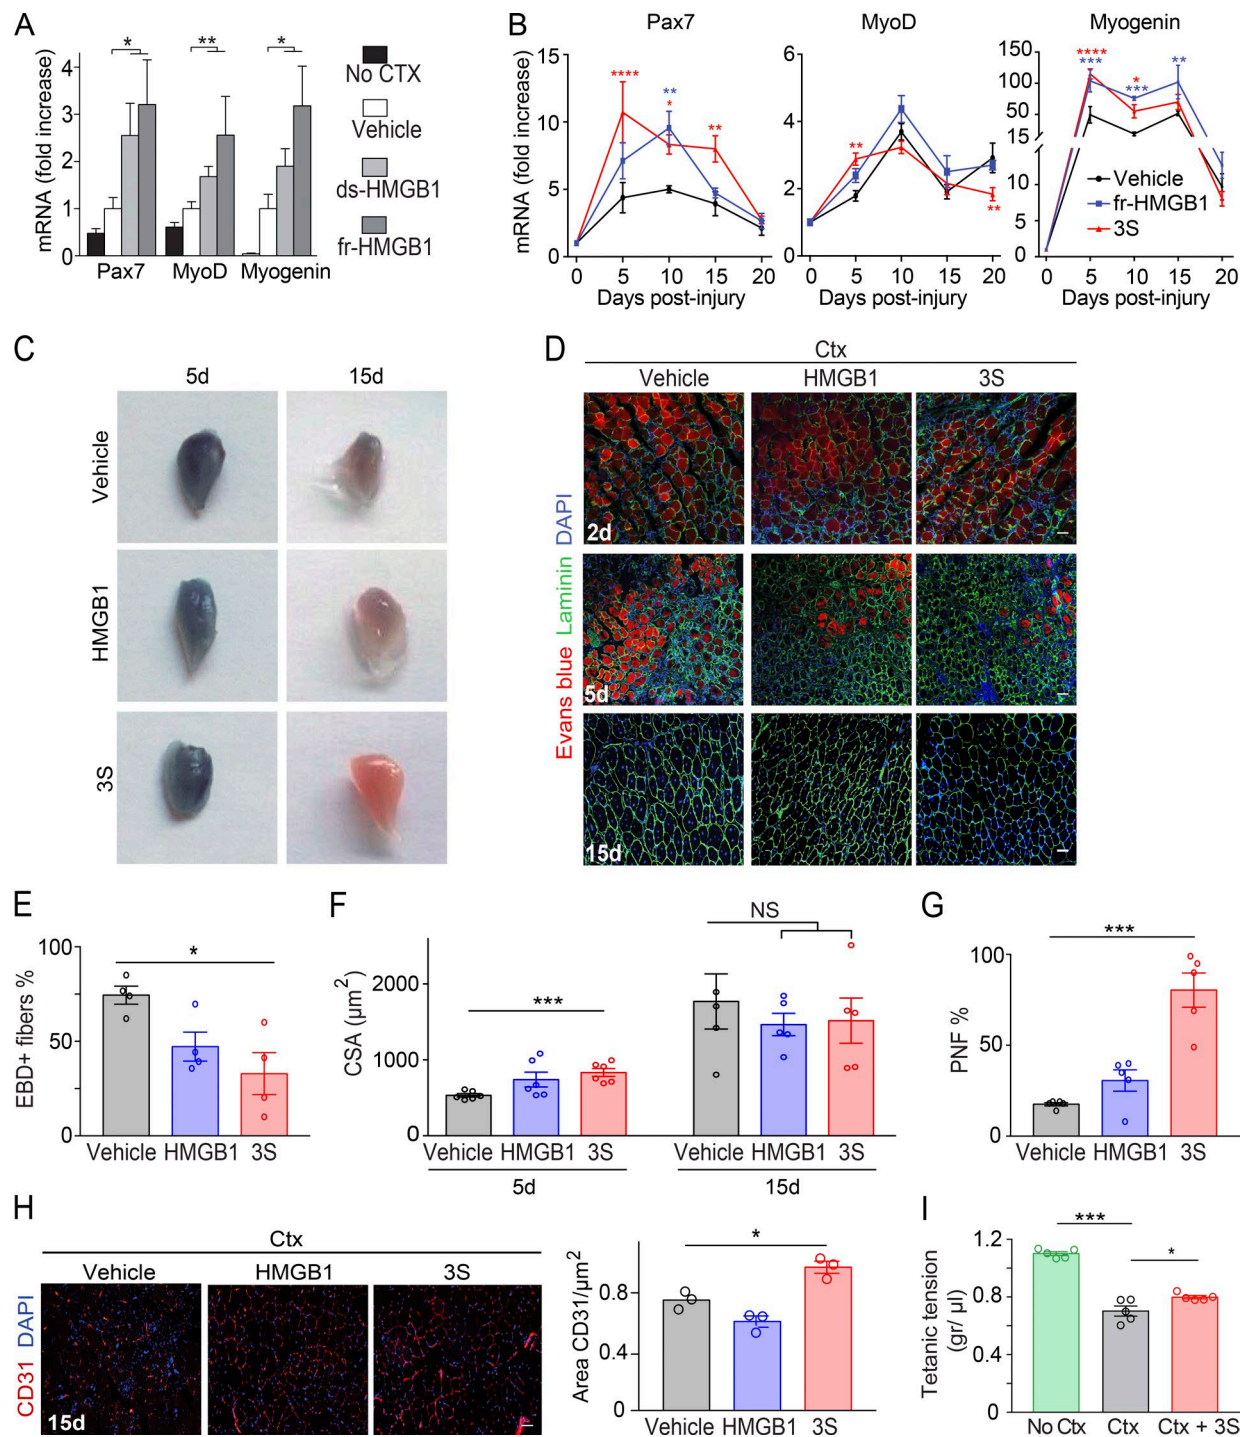 A
mRNA (fold increase)
4
3
2
1
0
*
**
*
Pax7
MyoD
Myogenin
No CTX
Vehicle
ds-HMGB1
fr-HMGB1
B
Pax7
mRNA (fold increase)
15
10
5
0
****
**
*
**
0 5 10 15 20
Days post-injury
MyoD
6
4
2
0
**
**
0 5 10 15 20
Days post-injury
Myogenin
150
100
50
15
10
5
0
****
***
*
***
**
Vehicle
fr-HMGB1
3S
0 5 10 15 20
Days post-injury
C
5d
15d
Vehicle
HMGB1
3S
D
Ctx
Vehicle HMGB1 3S
Evans blue Laminin DAPI
2d
5d
15d
E
EBD+ fibers %
100
50
0
*
Vehicle HMGB1 3S
F
CSA (µm²)
2000
1000
0
***
NS
Vehicle HMGB1 3S
5d
Vehicle HMGB1 3S
15d
G
PNF %
100
50
0
***
Vehicle HMGB1 3S
H
Ctx
Vehicle HMGB1 3S
CD31 DAPI
15d
Area CD31/µm²
0.8
0.4
0
*
Vehicle HMGB1 3S
I
Tetanic tension
(gr/ µl)
1.2
0.8
0.4
0
***
*
No Ctx Ctx Ctx + 3S